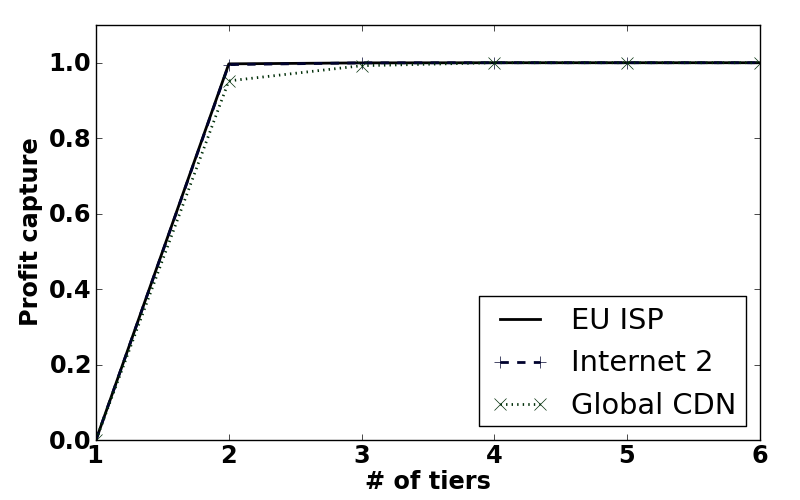 1.0
0.8
0.6
0.4
0.2
0.0
Profit capture
1 2 3 4 5 6
# of tiers
EU ISP
Internet 2
Global CDN